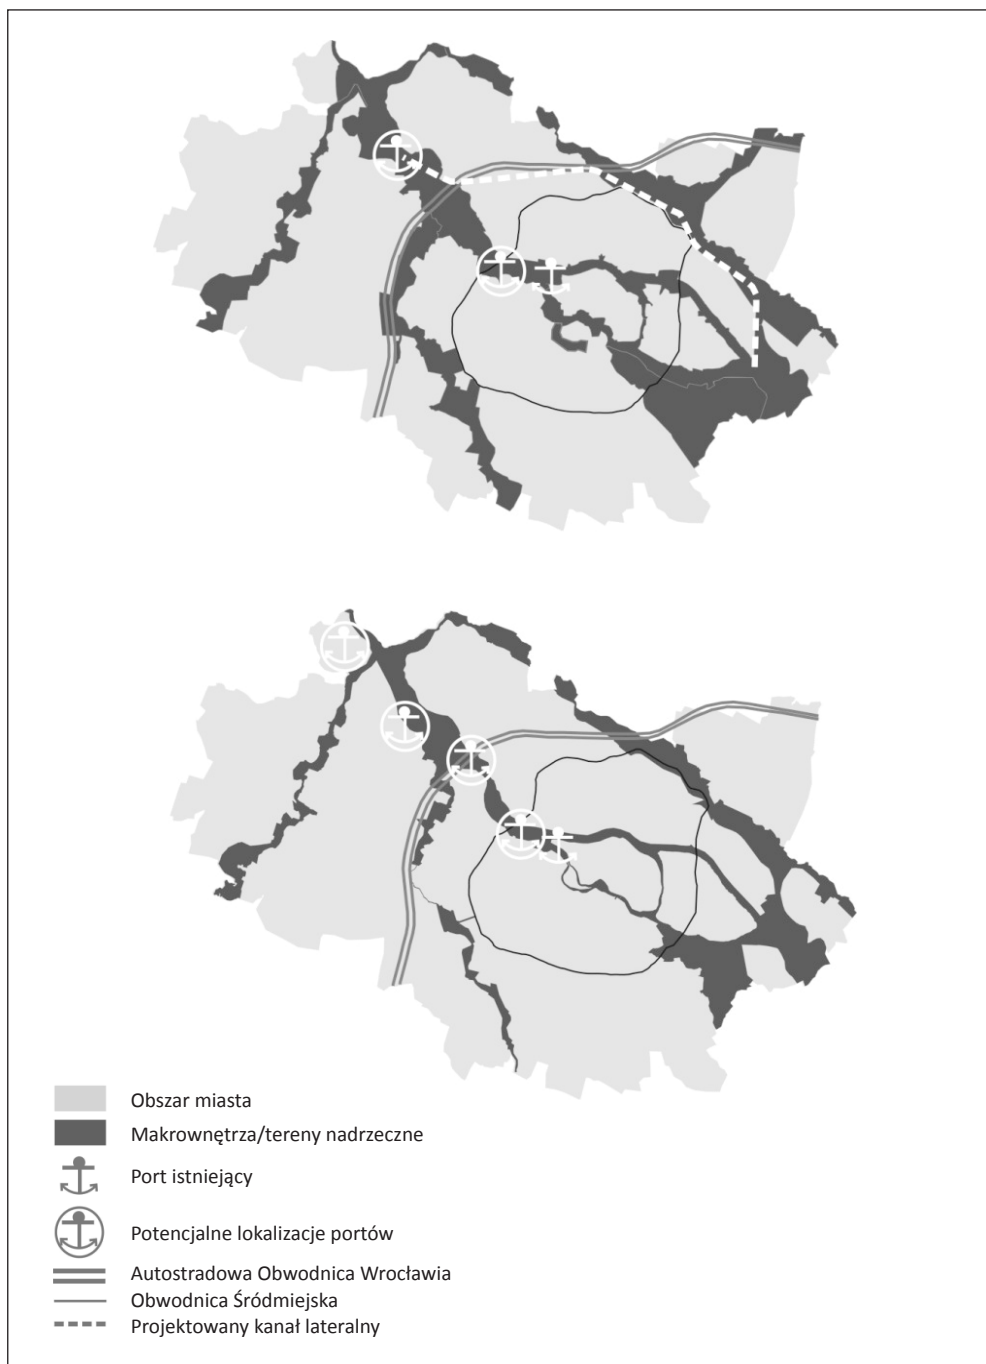 Obszar miasta
Makrownętrza/tereny nadrzeczne
Port istniejący
Potencjalne lokalizacje portów
Autostradowa Obwodnica Wrocławia
Obwodnica Śródmiejska
Projektowany kanał lateralny